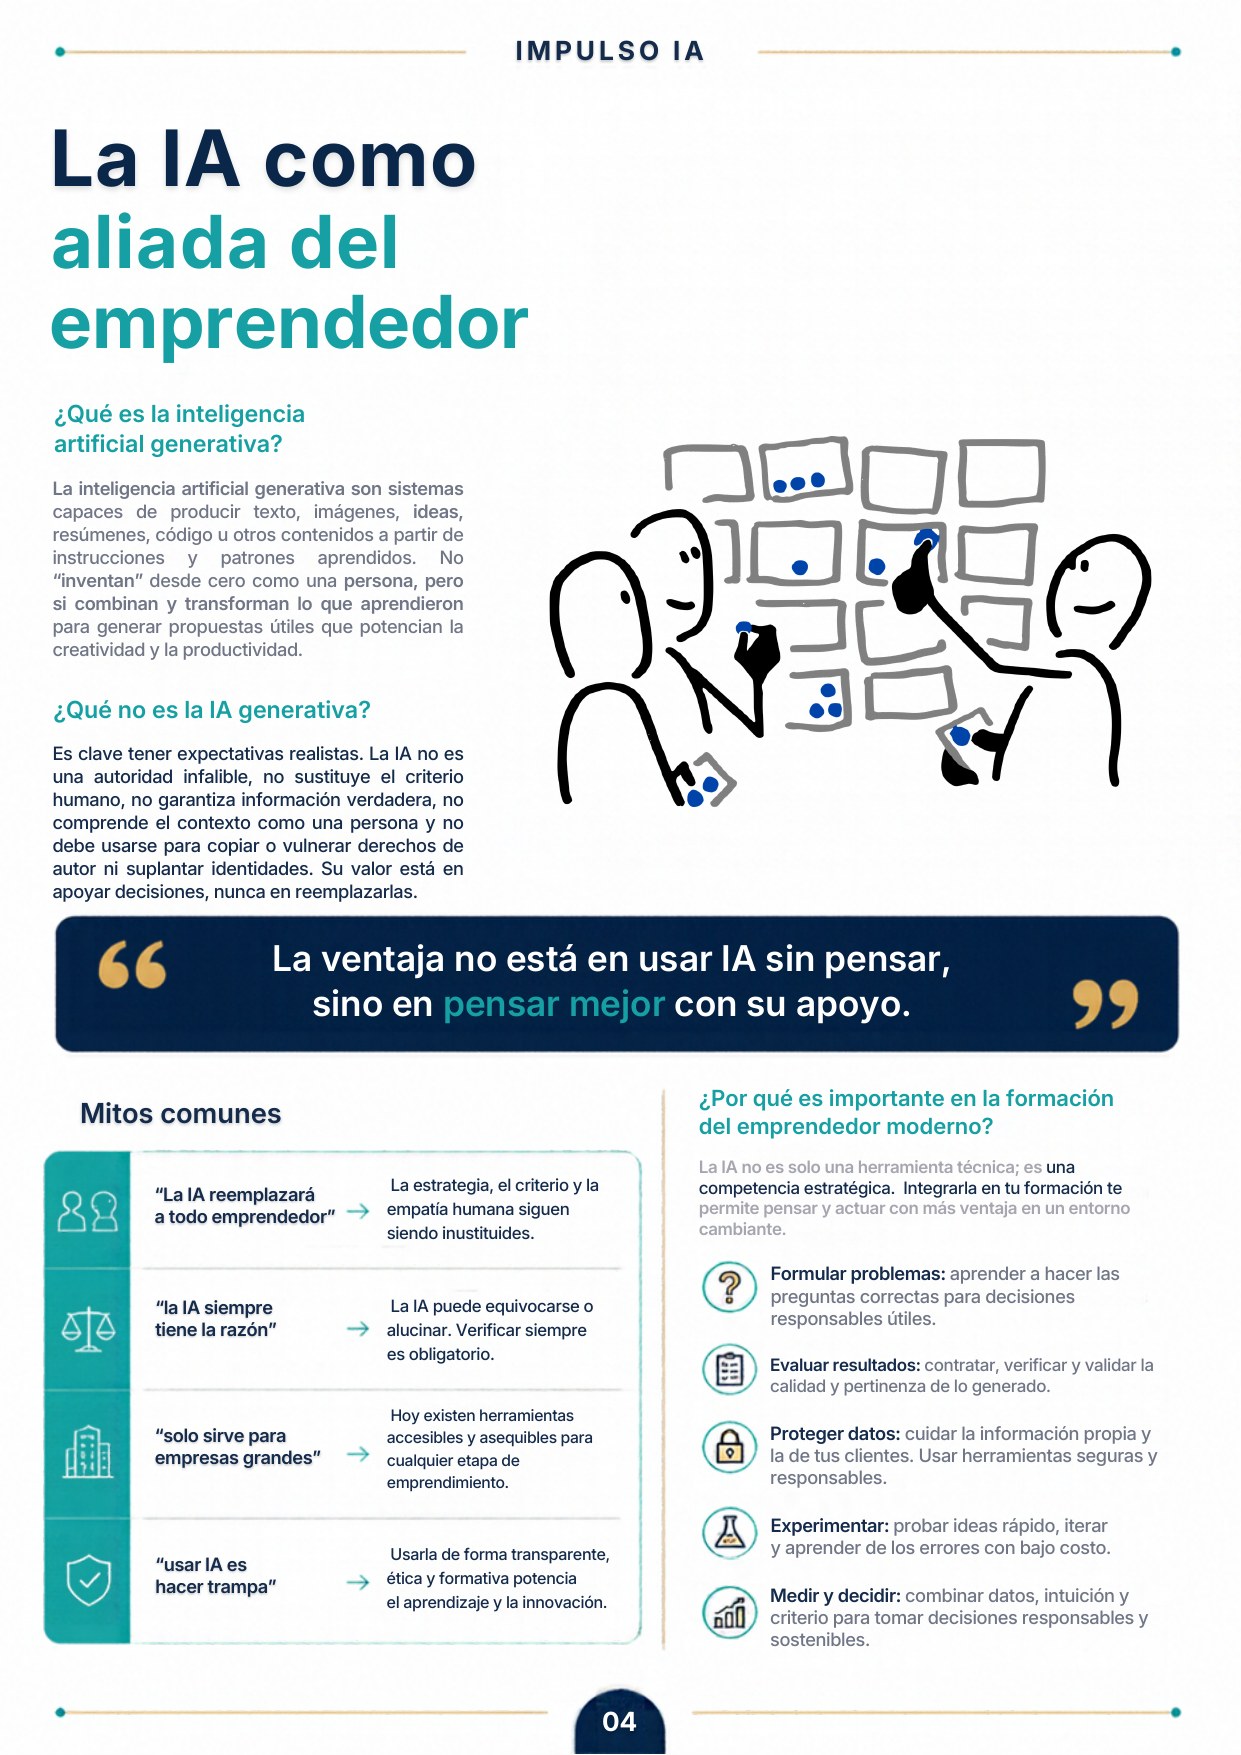 IMPULSO IA
La IA como
aliada del
emprendedor
¿Qué es la inteligencia
artificial generativa?
La inteligencia artificial generativa son sistemas
capaces de producir texto, imágenes, ideas,
resúmenes, código u otros contenidos a partir de
instrucciones y patrones aprendidos. No
“inventan” desde cero como una persona, pero
si combinan y transforman lo que aprendieron
para generar propuestas útiles que potencian la
creatividad y la productividad.
¿Qué no es la IA generativa?
Es clave tener expectativas realistas. La IA no es
una autoridad infalible, no sustituye el criterio
humano, no garantiza información verdadera, no
comprende el contexto como una persona y no
debe usarse para copiar o vulnerar derechos de
autor ni suplantar identidades. Su valor está en
apoyar decisiones, nunca en reemplazarlas.
“ La ventaja no está en usar IA sin pensar,
sino en pensar mejor con su apoyo. ”
Mitos comunes
“La IA reemplazará
a todo emprendedor”
La estrategia, el criterio y la
empatía humana siguen
siendo inustituides.
“la IA siempre
tiene la razón”
La IA puede equivocarse o
alucinar. Verificar siempre
es obligatorio.
“solo sirve para
empresas grandes”
Hoy existen herramientas
accesibles y asequibles para
cualquier etapa de
emprendimiento.
“usar IA es
hacer trampa”
Usarla de forma transparente,
ética y formativa potencia
el aprendizaje y la innovación.
¿Por qué es importante en la formación
del emprendedor moderno?
La IA no es solo una herramienta técnica; es una
competencia estratégica. Integrarla en tu formación te
permite pensar y actuar con más ventaja en un entorno
cambiante.
Formular problemas: aprender a hacer las
preguntas correctas para decisiones
responsables útiles.
Evaluar resultados: contratar, verificar y validar la
calidad y pertinenza de lo generado.
Proteger datos: cuidar la información propia y
la de tus clientes. Usar herramientas seguras y
responsables.
Experimentar: probar ideas rápido, iterar
y aprender de los errores con bajo costo.
Medir y decidir: combinar datos, intuición y
criterio para tomar decisiones responsables y
sostenibles.
04